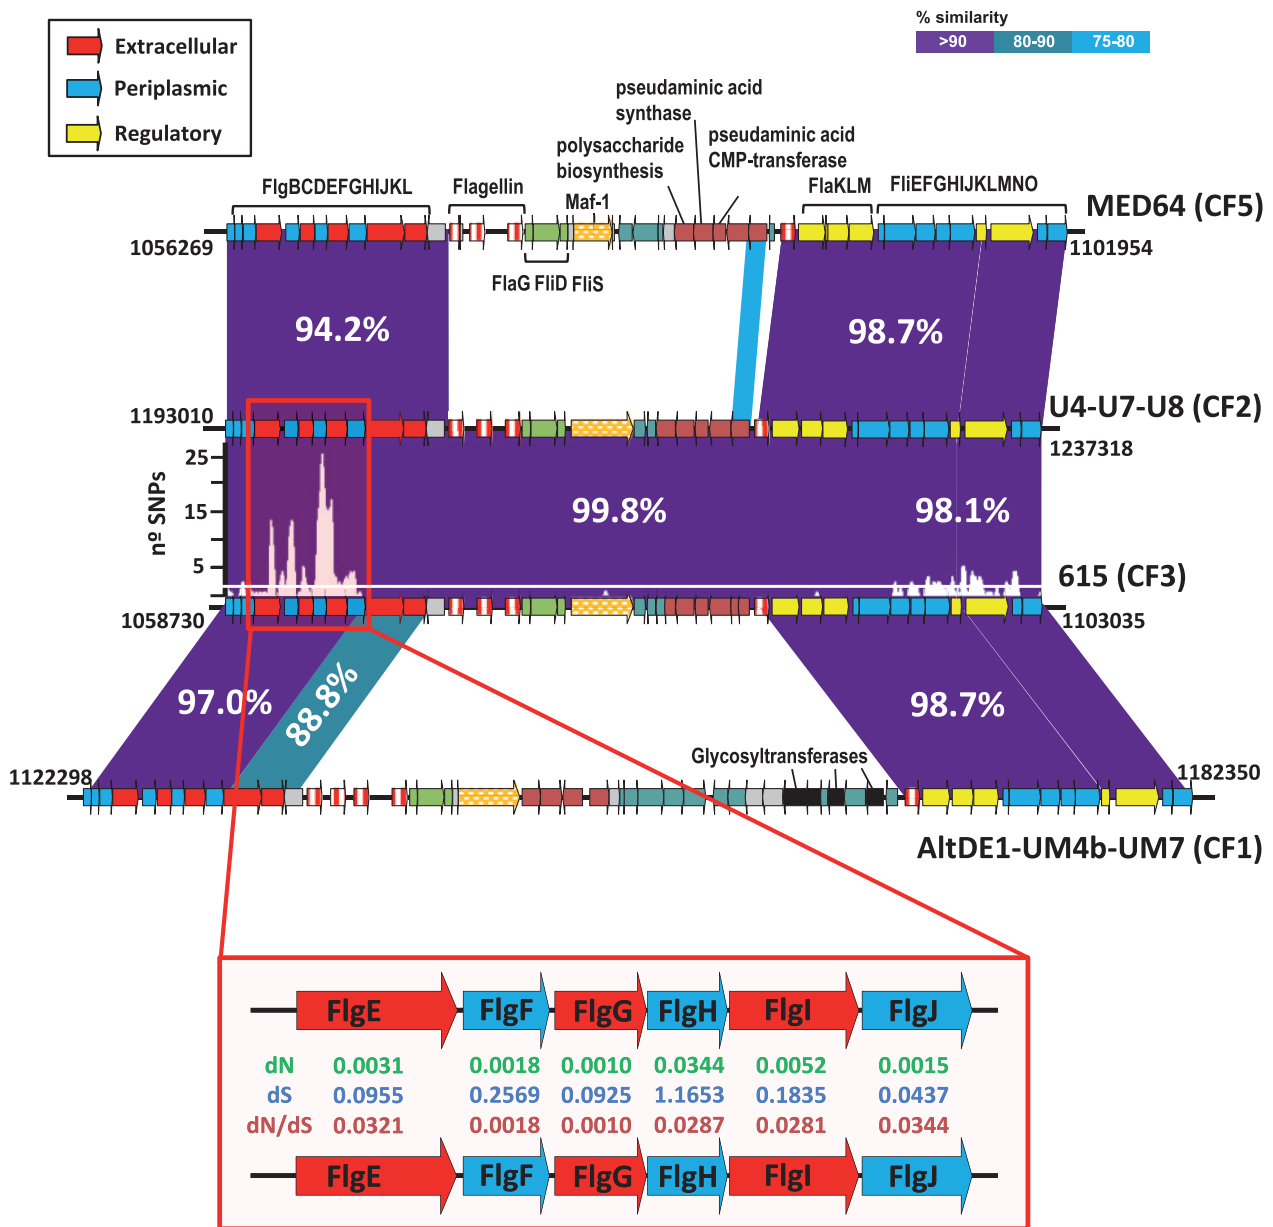 % similarity
>90 80-90 75-80
Extracellular
Periplasmic
Regulatory
pseudaminic acid
synthase
polysaccharide
biosynthesis
pseudaminic acid
CMP-transferase
FlgBCDEFGHIJKL
Flagellin
Maf-1
FlaKLM
FliEFGHIJKLMNO
MED64 (CF5)
1056269
1101954
FlaG FliD FliS
94.2%
98.7%
1193010
U4-U7-U8 (CF2)
1237318
nº SNPs
25
15
5
99.8%
98.1%
615 (CF3)
1058730
1103035
97.0%
88.8%
98.7%
Glycosyltransferases
1122298
1182350
AltDE1-UM4b-UM7 (CF1)
FlgE FlgF FlgG FlgH FlgI FlgJ
dN 0.0031 0.0018 0.0010 0.0344 0.0052 0.0015
dS 0.0955 0.2569 0.0925 1.1653 0.1835 0.0437
dN/dS 0.0321 0.0018 0.0010 0.0287 0.0281 0.0344
FlgE FlgF FlgG FlgH FlgI FlgJ